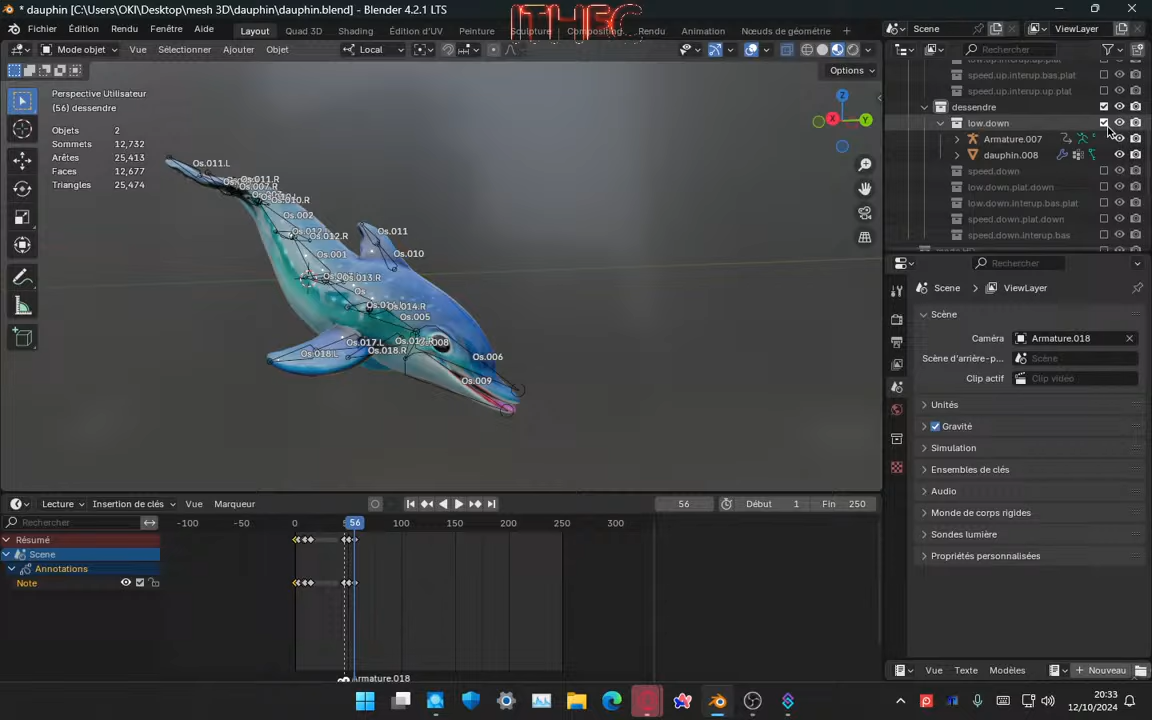 * dauphin [C:\Users\OKI\Desktop\mesh 3D\dauphin\dauphin.blend] - Blender 4.2.1 LTS
Fichier Édition Rendu Fenêtre Aide Layout Quad 3D Shading Édition d'UV Peinture Sculpture Compositing Rendu Animation Nœuds de géométrie Scene ViewLayer
Mode objet Vue Sélectionner Ajouter Objet Local Rechercher
Options
Perspective Utilisateur
(56) dessendre
Objets 2
Sommets 12,732
Arêtes 25,413
Faces 12,677
Triangles 25,474
Z
X
Y
Os.011.L
Os.011.R
Os.007.R
Os.010.R
Os.002
Os.012.R
Os.001
Os.013.R
Os
Os.014.R
Os.005
Os.011
Os.010
Os.017.L
Os.018.L
Os.018.R
Os.006
Os.009
speed.up.interup.bas.plat
speed.up.interup.up.plat
dessendre
low.down
Armature.007
dauphin.008
speed.down
low.down.plat.down
low.down.interup.bas.plat
speed.down.plat.down
speed.down.interup.bas
Rechercher
Scene ViewLayer
Scène
Caméra Armature.018
Scène d'arrière-p... Scène
Clip actif Clip vidéo
Unités
Gravité
Simulation
Ensembles de clés
Audio
Monde de corps rigides
Sondes lumière
Propriétés personnalisées
Lecture Insertion de clés Vue Marqueur 56 Début 1 Fin 250
Rechercher -100 -50 0 56 100 150 200 250 300
Résumé
Scene
Annotations
Note
Armature.018
Vue Texte Modèles Nouveau
20:33
12/10/2024